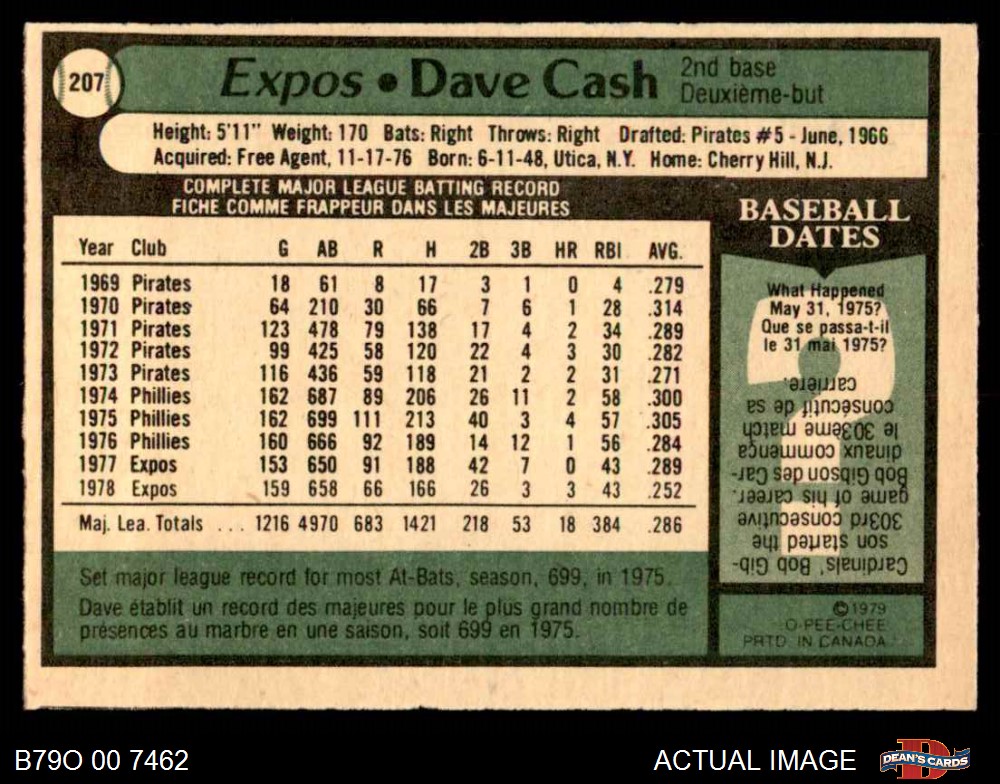 207
Expos • Dave Cash
2nd base
Deuxième-but
Height: 5'11" Weight: 170 Bats: Right Throws: Right Drafted: Pirates #5 - June, 1966
Acquired: Free Agent, 11-17-76 Born: 6-11-48, Utica, N.Y. Home: Cherry Hill, N.J.
COMPLETE MAJOR LEAGUE BATTING RECORD
FICHE COMME FRAPPEUR DANS LES MAJEURES
Year Club G AB R H 2B 3B HR RBI AVG.
1969 Pirates 18 61 8 17 3 1 0 4 .279
1970 Pirates 64 210 30 66 7 6 1 28 .314
1971 Pirates 123 478 79 138 17 4 2 34 .289
1972 Pirates 99 425 58 120 22 4 3 30 .282
1973 Pirates 116 436 59 118 21 2 2 31 .271
1974 Phillies 162 687 89 206 26 11 2 58 .300
1975 Phillies 162 699 111 213 40 3 4 57 .305
1976 Phillies 160 666 92 189 14 12 1 56 .284
1977 Expos 153 650 91 188 42 7 0 43 .289
1978 Expos 159 658 66 166 26 3 3 43 .252
Maj. Lea. Totals ... 1216 4970 683 1421 218 53 18 384 .286
Set major league record for most At-Bats, season, 699, in 1975.
Dave établit un record des majeures pour le plus grand nombre de
présences au marbre en une saison, soit 699 en 1975.
BASEBALL
DATES
What Happened
May 31, 1975?
Que se passa-t-il
le 31 mai 1975?
Cardinals, Bob Gib-
son started the
303rd consecutive
game of his career.
Bob Gibson des Car-
dinaux commença
le 303ème match
consécutif de sa
carrière.
©1979
O-PEE-CHEE
PRTD. IN CANADA
B79O 00 7462
ACTUAL IMAGE
D
DEAN'S CARDS